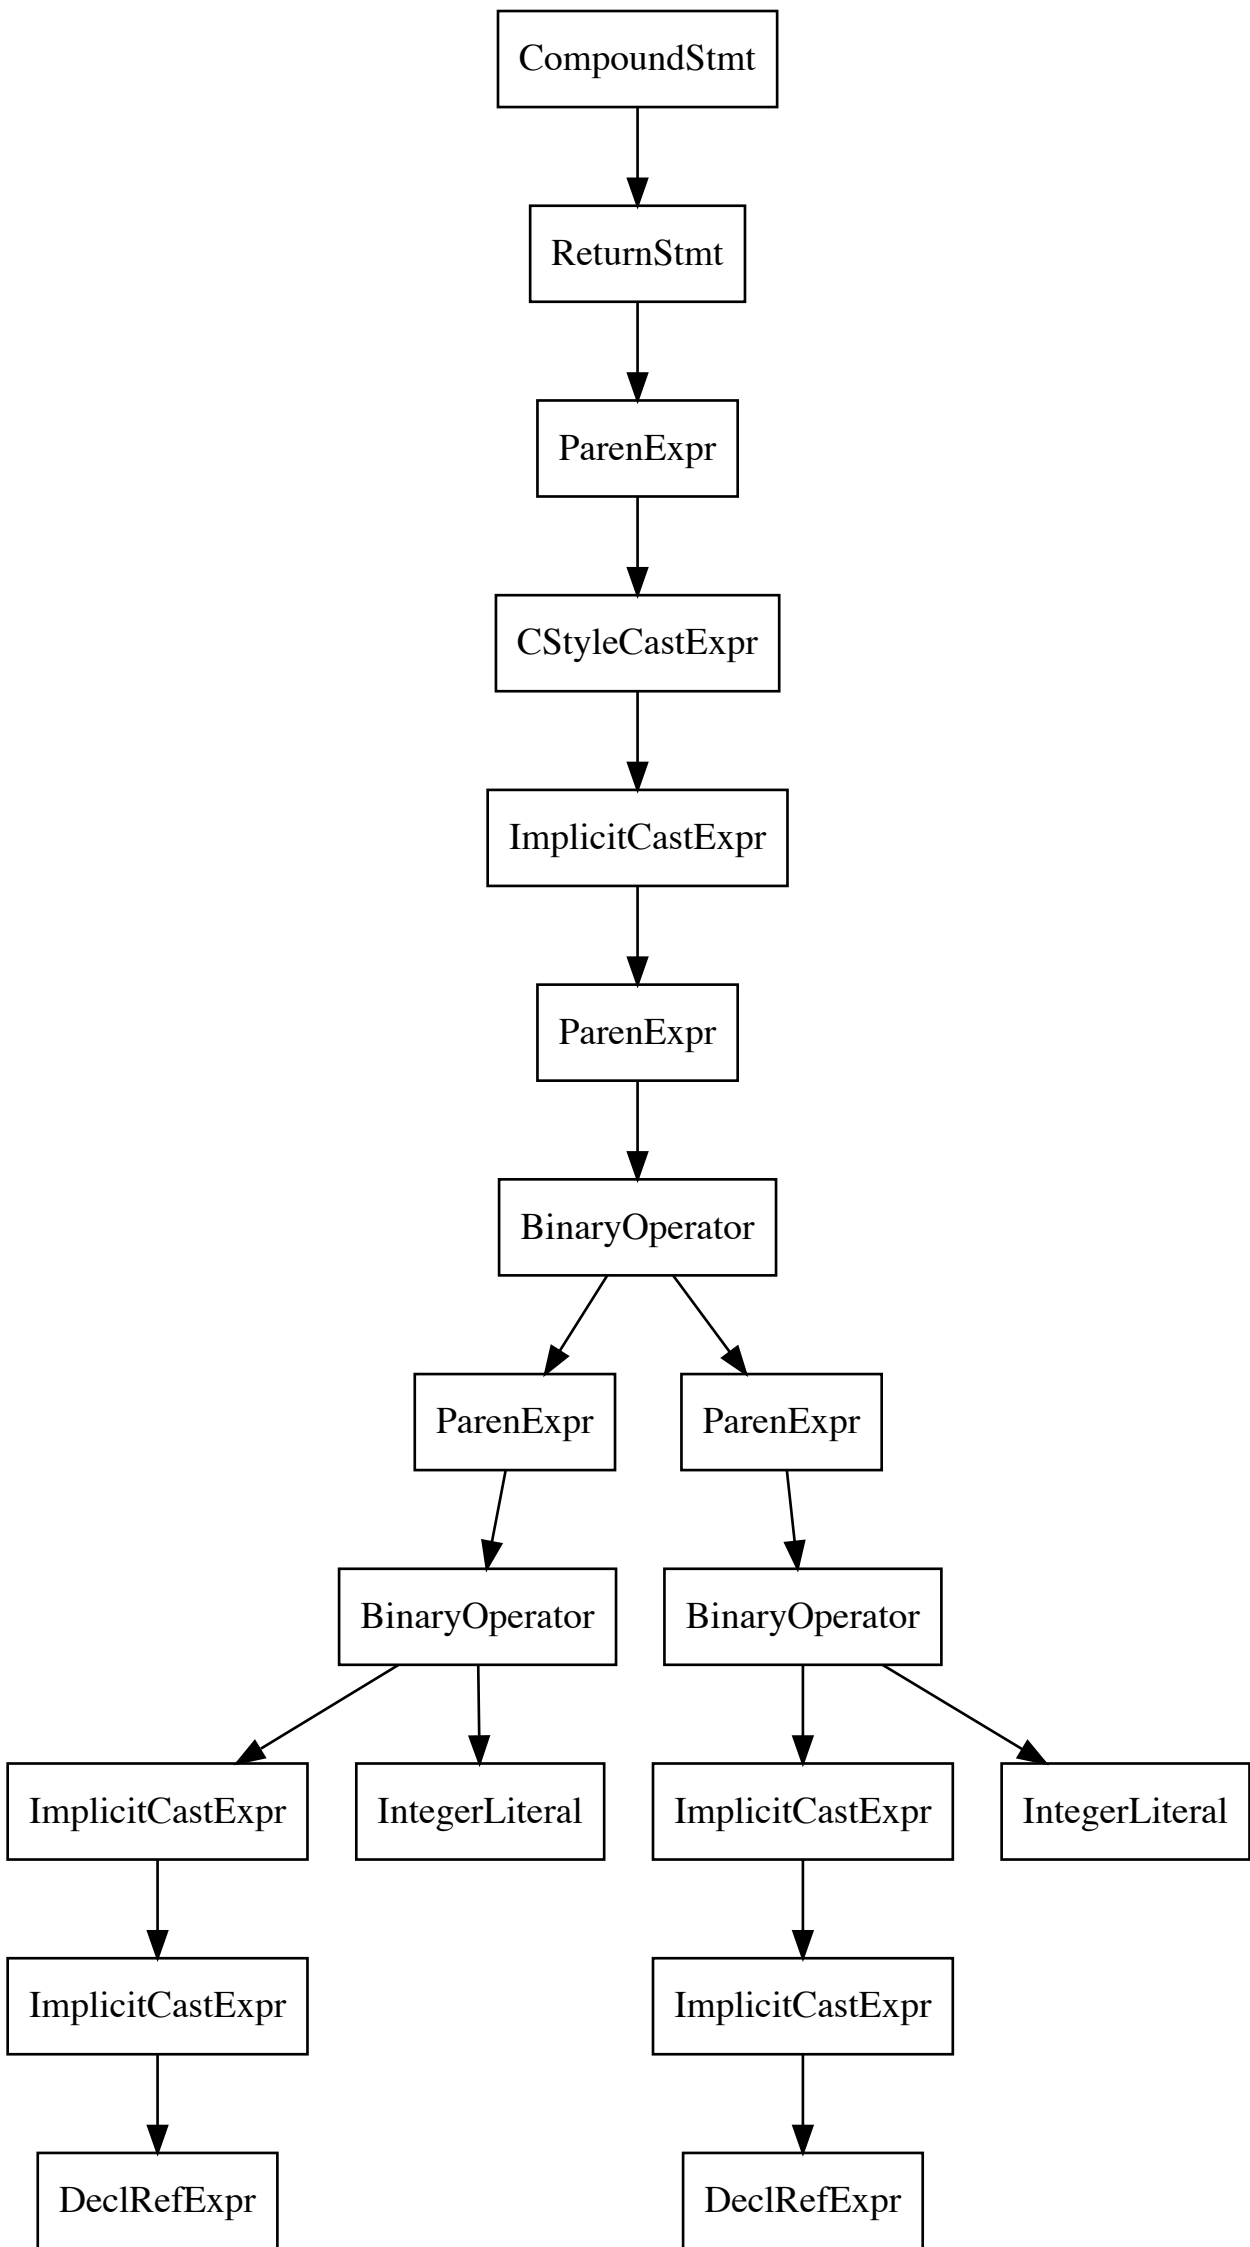 CompoundStmt
ReturnStmt
ParenExpr
CStyleCastExpr
ImplicitCastExpr
ParenExpr
BinaryOperator
ParenExpr ParenExpr
BinaryOperator BinaryOperator
ImplicitCastExpr IntegerLiteral ImplicitCastExpr IntegerLiteral
ImplicitCastExpr ImplicitCastExpr
DeclRefExpr DeclRefExpr